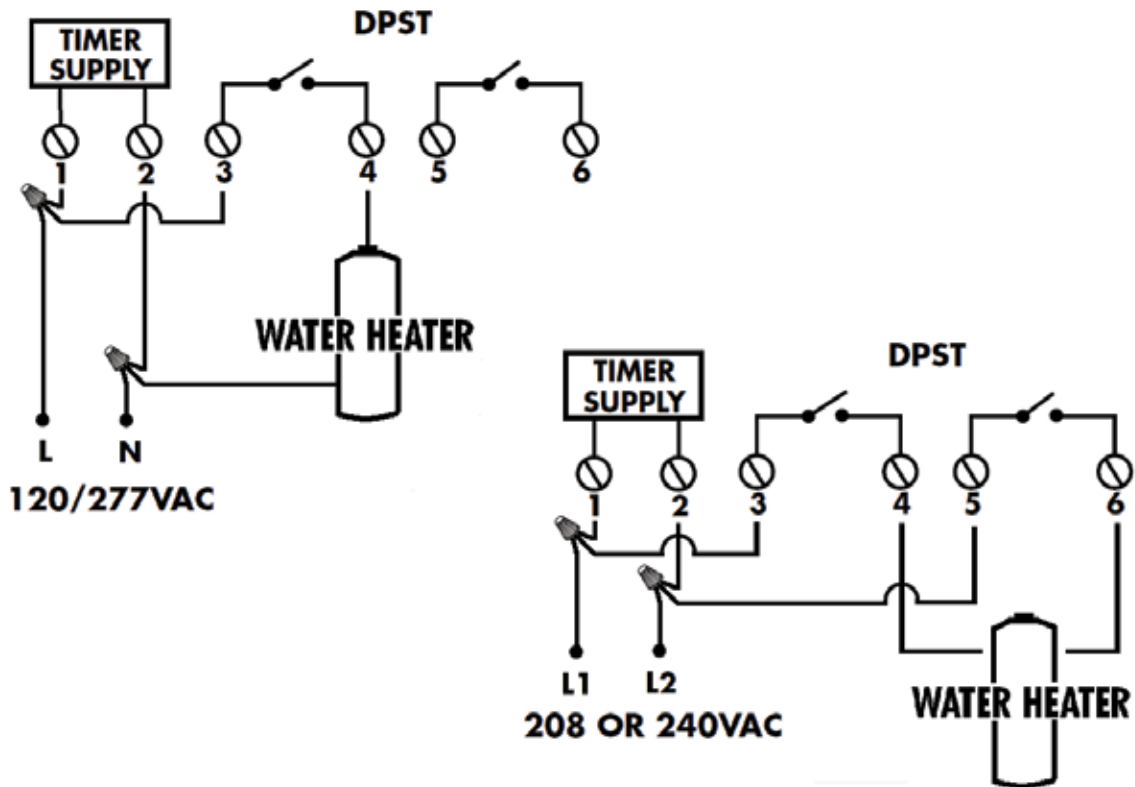 DPST
TIMER
SUPPLY
1 2 3 4 5 6
WATER HEATER
L N
120/277VAC
DPST
TIMER
SUPPLY
1 2 3 4 5 6
L1 L2
208 OR 240VAC
WATER HEATER